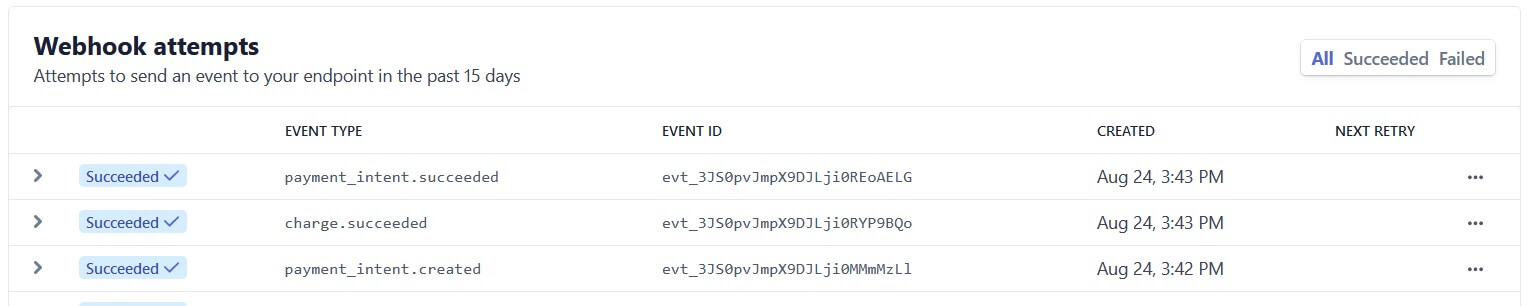 Webhook attempts
Attempts to send an event to your endpoint in the past 15 days
All Succeeded Failed
EVENT TYPE EVENT ID CREATED NEXT RETRY
Succeeded payment_intent.succeeded evt_3JS0pvJmpX9DJLji0REoAELG Aug 24, 3:43 PM
Succeeded charge.succeeded evt_3JS0pvJmpX9DJLji0RYP9BQo Aug 24, 3:43 PM
Succeeded payment_intent.created evt_3JS0pvJmpX9DJLji0MMmMzLl Aug 24, 3:42 PM